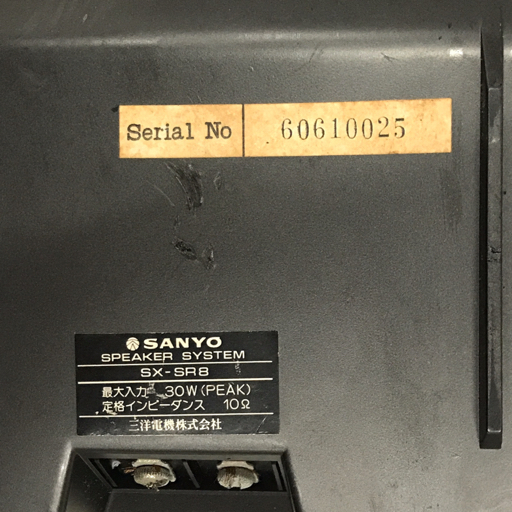 Serial No 60610025
SANYO
SPEAKER SYSTEM
SX-SR8
最大入力 30W (PEAK)
定格インピーダンス 10Ω
三洋電機株式会社